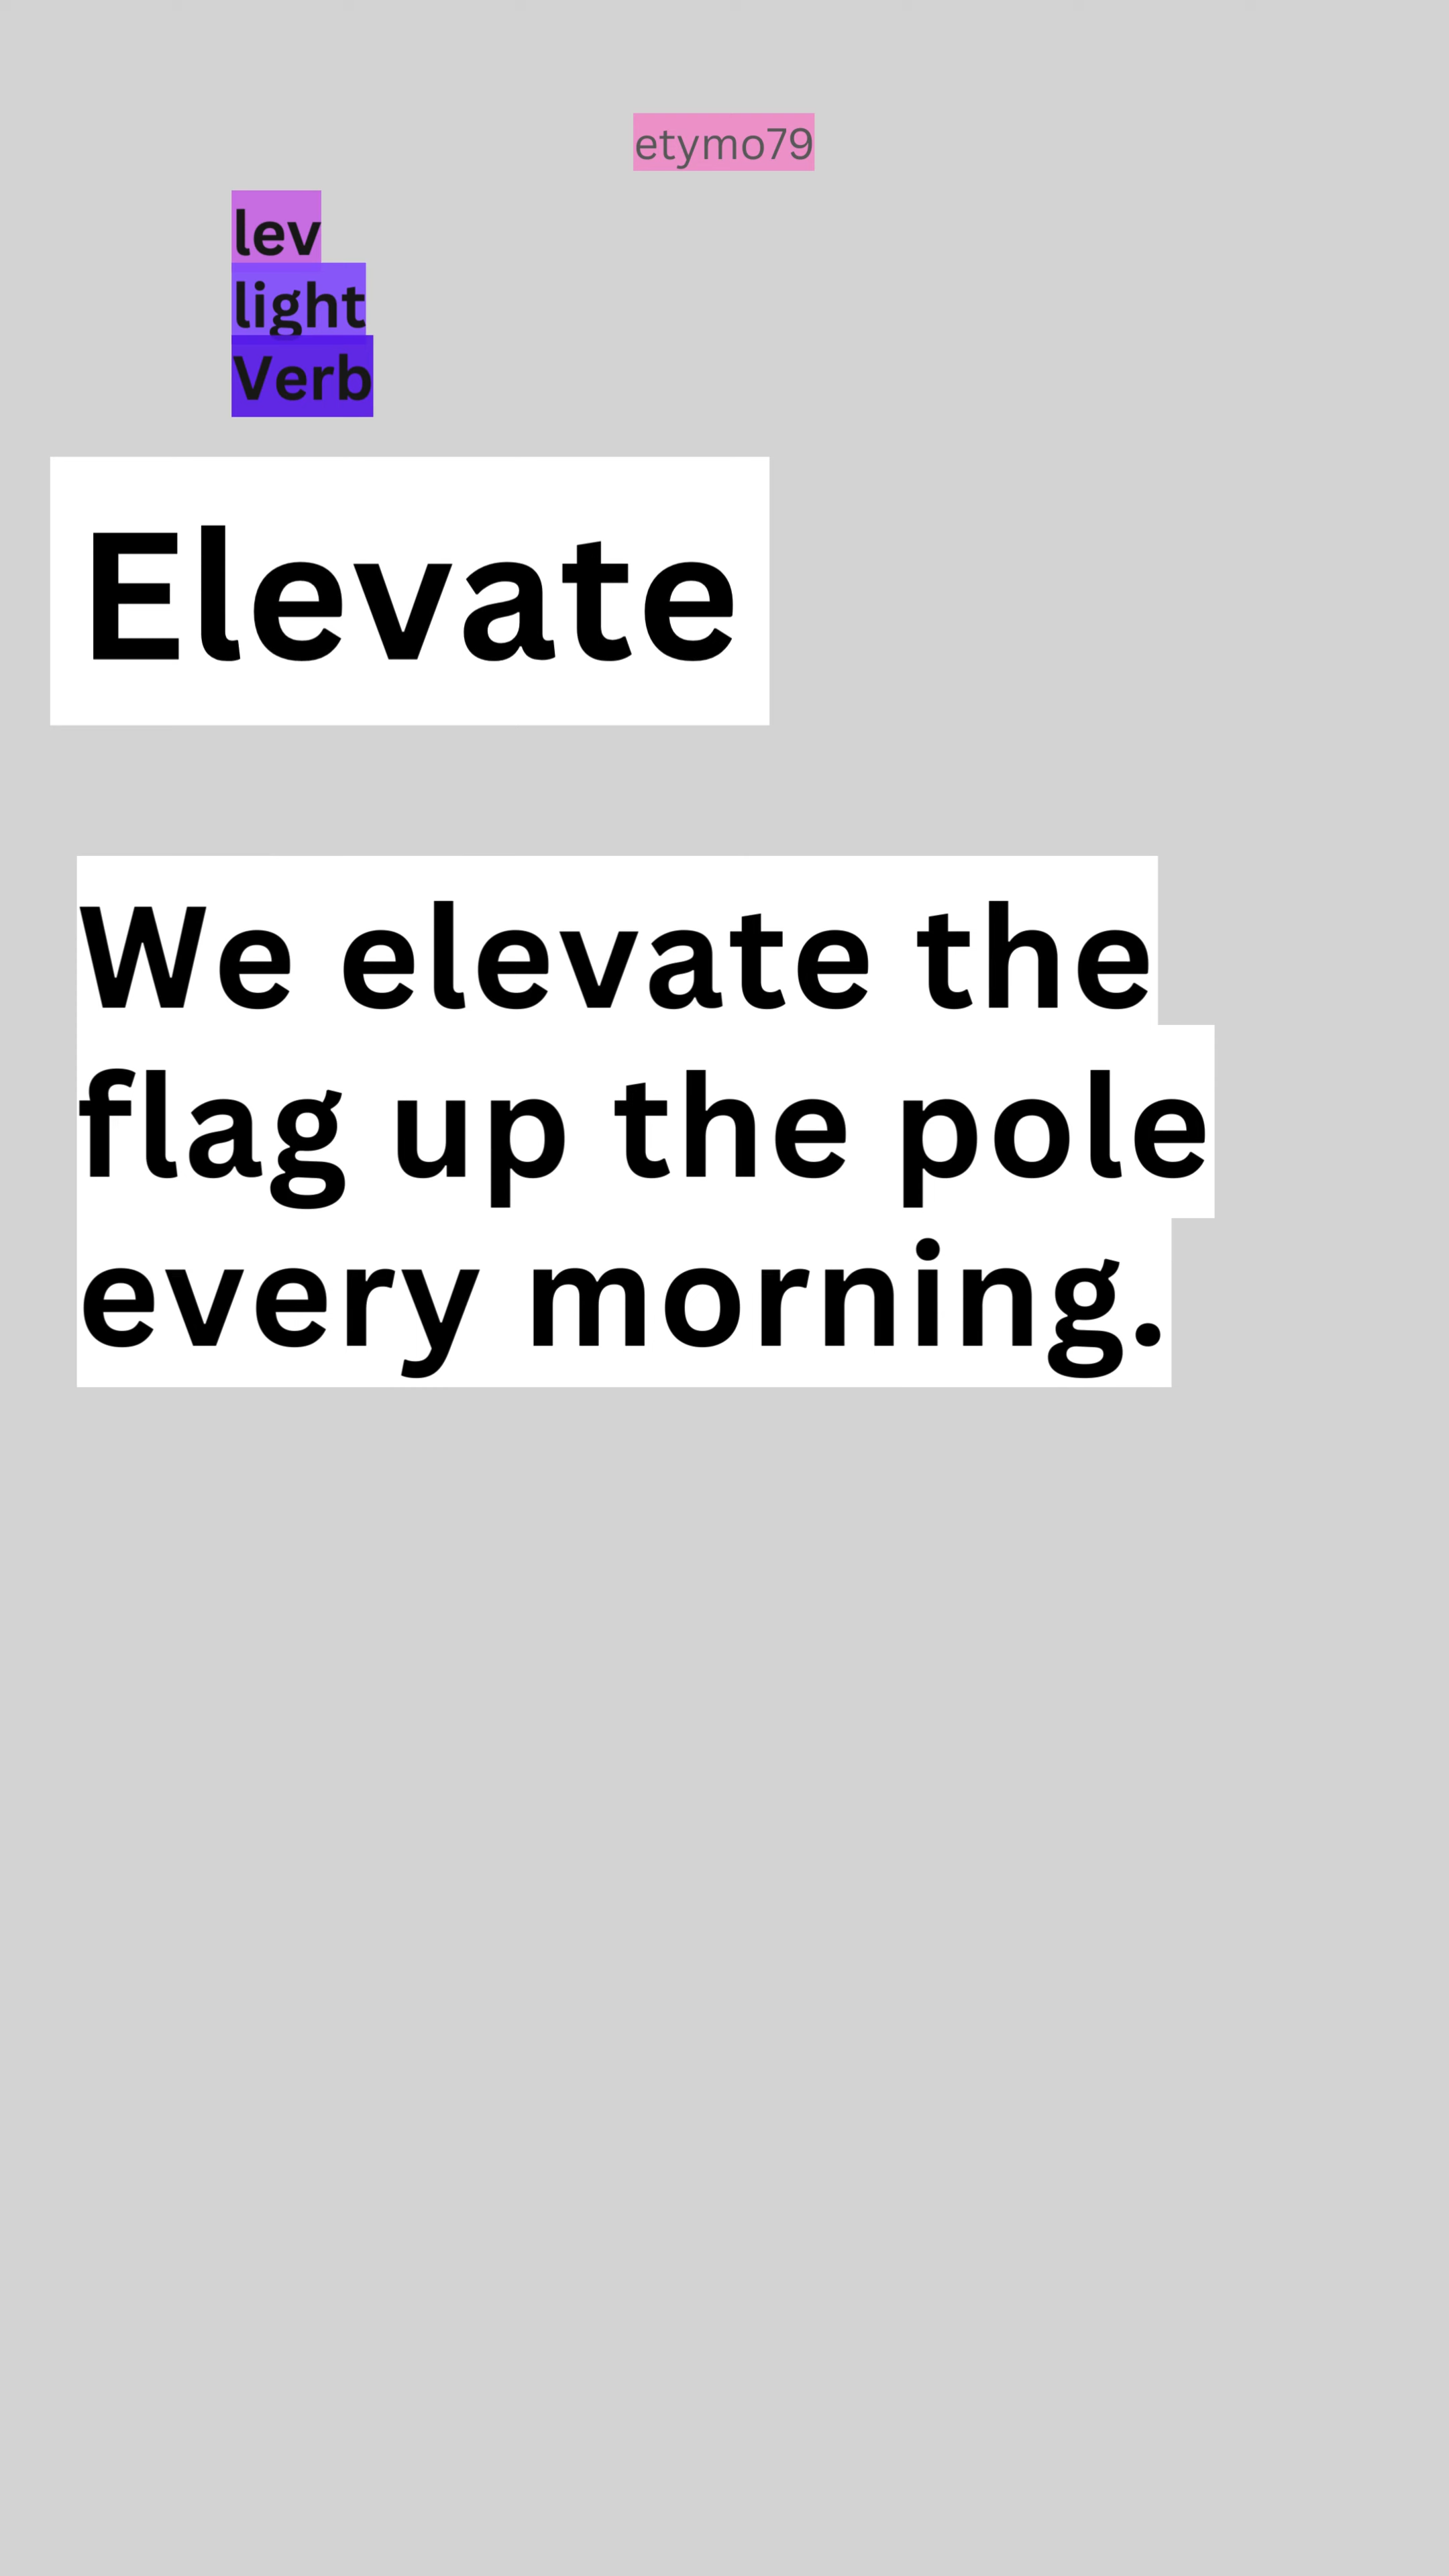 etymo79
lev
light
Verb
Elevate
We elevate the
flag up the pole
every morning.